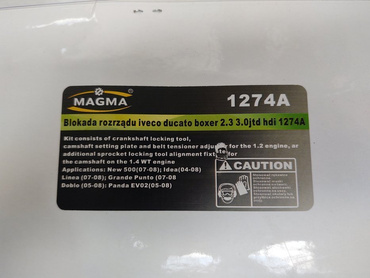 MAGMA
1274A
Blokada rozrządu iveco ducato boxer 2.3 3.0jtd hdi 1274A
Kit consists of crankshaft locking tool,
camshaft setting plate and belt tensioner adjuster for the 1.2 engine, or
additional sprocket locking tool alignment fixture for
the camshaft on the 1.4 WT engine
Applications: New 500(07-08); Idea(04-08)
Linea (07-08); Grando Punto (07-08
Doblo (05-08); Panda EV02(05-08)
CAUTION